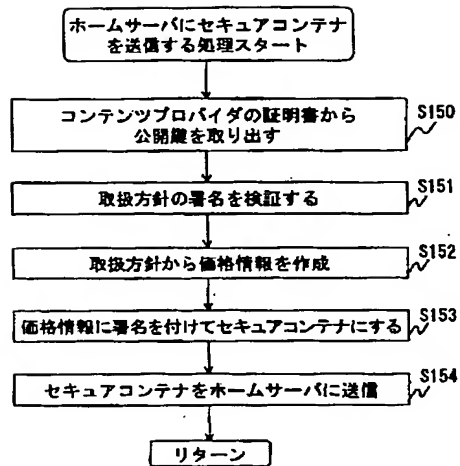 ホームサーバにセキュアコンテナ
を送信する処理スタート
コンテンツプロバイダの証明書から
公開鍵を取り出す
S150
取扱方針の署名を検証する
S151
取扱方針から価格情報を作成
S152
価格情報に署名を付けてセキュアコンテナにする
S153
セキュアコンテナをホームサーバに送信
S154
リターン